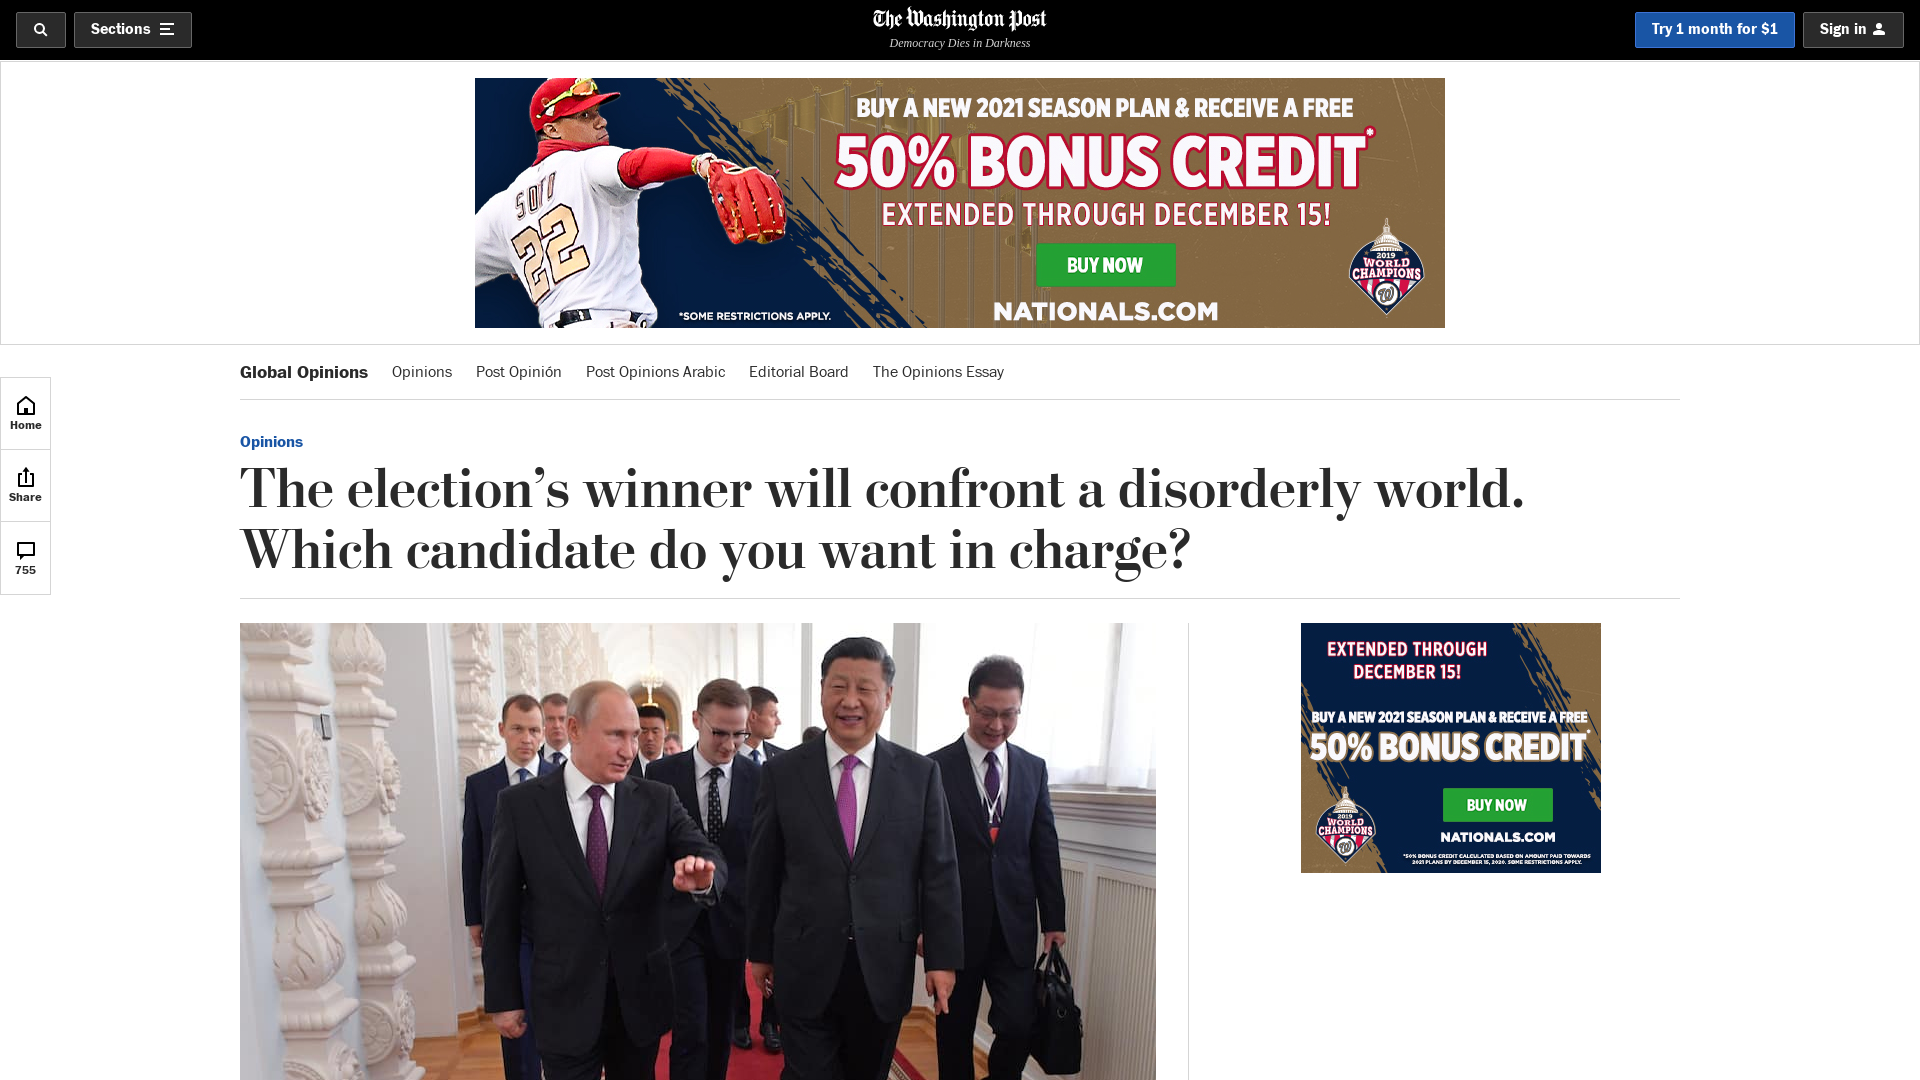 Sections
The Washington Post
Democracy Dies in Darkness
Try 1 month for $1
Sign in
BUY A NEW 2021 SEASON PLAN & RECEIVE A FREE
50% BONUS CREDIT*
EXTENDED THROUGH DECEMBER 15!
BUY NOW
NATIONALS.COM
*SOME RESTRICTIONS APPLY.
SOTO
22
2019
WORLD
CHAMPIONS
W
Global Opinions Opinions Post Opinión Post Opinions Arabic Editorial Board The Opinions Essay
Home
Share
755
Opinions
The election’s winner will confront a disorderly world.
Which candidate do you want in charge?
EXTENDED THROUGH
DECEMBER 15!
BUY A NEW 2021 SEASON PLAN & RECEIVE A FREE
50% BONUS CREDIT*
BUY NOW
NATIONALS.COM
2019
WORLD
CHAMPIONS
W
*50% BONUS CREDIT CALCULATED BASED ON AMOUNT PAID TOWARDS
2021 PLANS BY DECEMBER 15, 2020. SOME RESTRICTIONS APPLY.